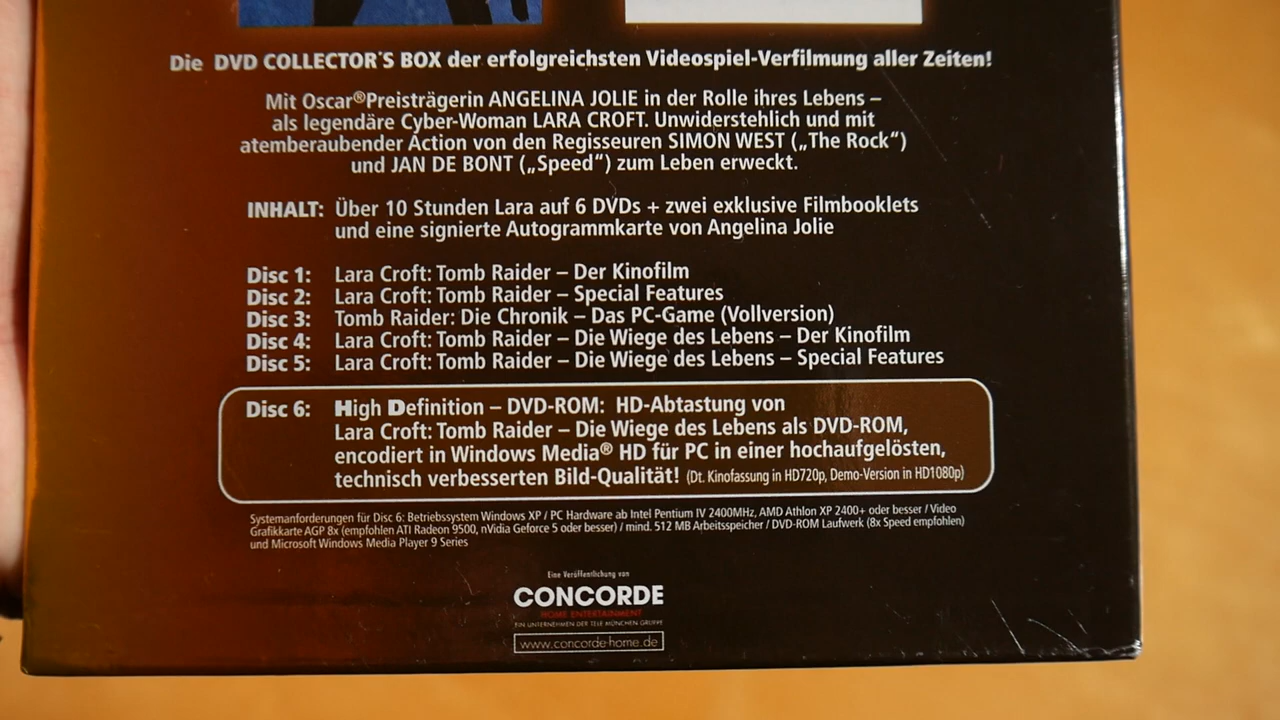 Die DVD COLLECTOR'S BOX der erfolgreichsten Videospiel-Verfilmung aller Zeiten!
Mit Oscar®Preisträgerin ANGELINA JOLIE in der Rolle ihres Lebens –
als legendäre Cyber-Woman LARA CROFT. Unwiderstehlich und mit
atemberaubender Action von den Regisseuren SIMON WEST („The Rock“)
und JAN DE BONT („Speed“) zum Leben erweckt.
INHALT: Über 10 Stunden Lara auf 6 DVDs + zwei exklusive Filmbooklets
und eine signierte Autogrammkarte von Angelina Jolie
Disc 1: Lara Croft: Tomb Raider – Der Kinofilm
Disc 2: Lara Croft: Tomb Raider – Special Features
Disc 3: Tomb Raider: Die Chronik – Das PC-Game (Vollversion)
Disc 4: Lara Croft: Tomb Raider – Die Wiege des Lebens – Der Kinofilm
Disc 5: Lara Croft: Tomb Raider – Die Wiege des Lebens – Special Features
Disc 6: High Definition – DVD-ROM: HD-Abtastung von
Lara Croft: Tomb Raider – Die Wiege des Lebens als DVD-ROM,
encodiert in Windows Media® HD für PC in einer hochaufgelösten,
technisch verbesserten Bild-Qualität! (Dt. Kinofassung in HD720p, Demo-Version in HD1080p)
Systemanforderungen für Disc 6: Betriebssystem Windows XP / PC Hardware ab Intel Pentium IV 2400MHz, AMD Athlon XP 2400+ oder besser / Video
Grafikkarte AGP 8x (empfohlen ATI Radeon 9500, nVidia Geforce 5 oder besser) / mind. 512 MB Arbeitsspeicher / DVD-ROM Laufwerk (8x Speed empfohlen)
und Microsoft Windows Media Player 9 Series
Eine Veröffentlichung von
CONCORDE
HOME ENTERTAINMENT
EIN UNTERNEHMEN DER TELE MÜNCHEN GRUPPE
www.concorde-home.de